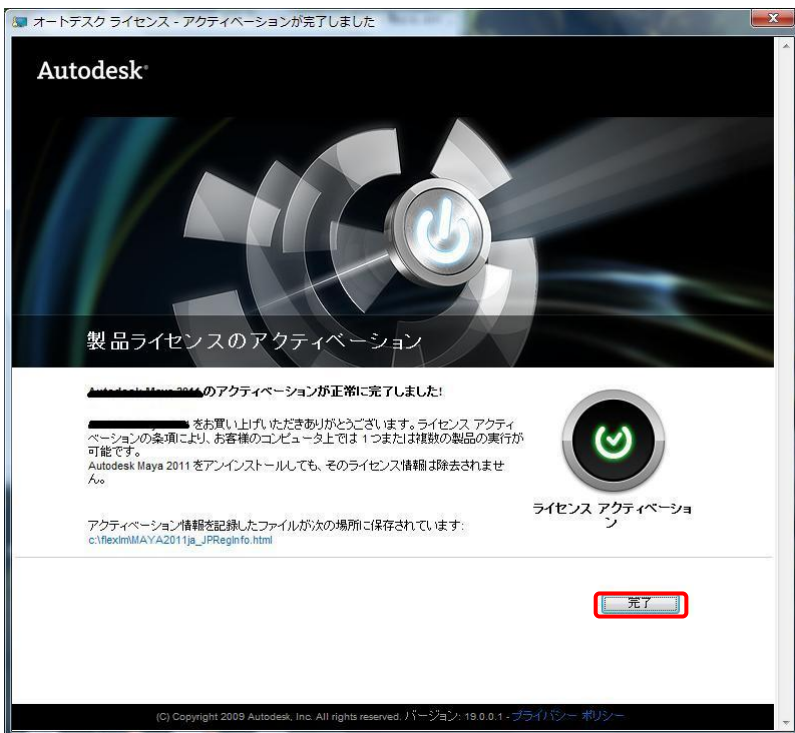 オートデスク ライセンス - アクティベーションが完了しました
Autodesk
製品ライセンスのアクティベーション
のアクティベーションが正常に完了しました!
をお買い上げいただきありがとうございます。ライセンス アクティ
ベーションの条項により、お客様のコンピュータ上では 1 つまたは複数の製品の実行が
可能です。
Autodesk Maya 2011 をアンインストールしても、そのライセンス情報は除去されませ
ん。
ライセンス アクティベーショ
ン
アクティベーション情報を記録したファイルが次の場所に保存されています:
c:\flexlm\MAYA2011ja_JPRegInfo.html
完了
(C) Copyright 2009 Autodesk, Inc. All rights reserved. バージョン: 19.0.0.1 - プライバシー ポリシー